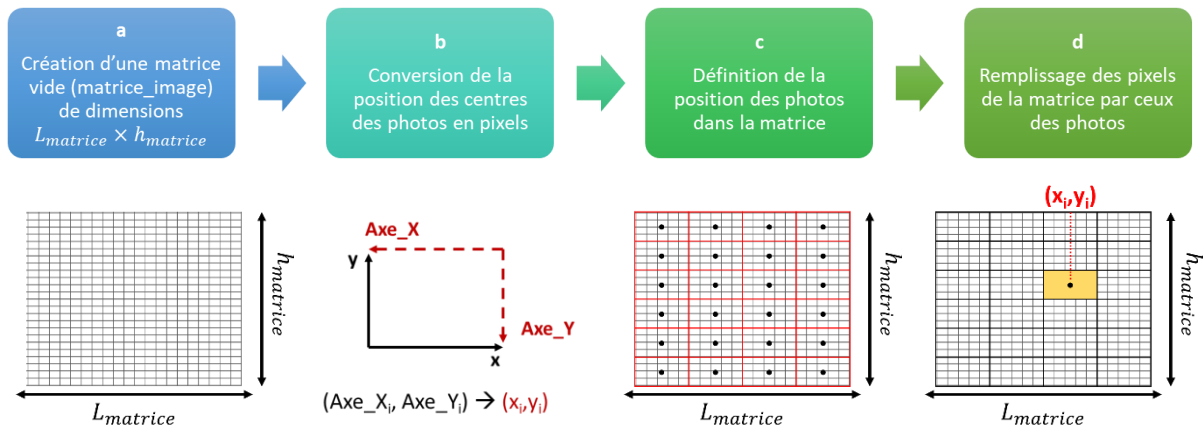 a
Création d'une matrice
vide (matrice_image)
de dimensions
L_matrice × h_matrice
b
Conversion de la
position des centres
des photos en pixels
c
Définition de la
position des photos
dans la matrice
d
Remplissage des pixels
de la matrice par ceux
des photos
h_matrice
L_matrice
Axe_X
y
Axe_Y
x
(Axe_X_i, Axe_Y_i) → (x_i,y_i)
h_matrice
L_matrice
(x_i,y_i)
h_matrice
L_matrice